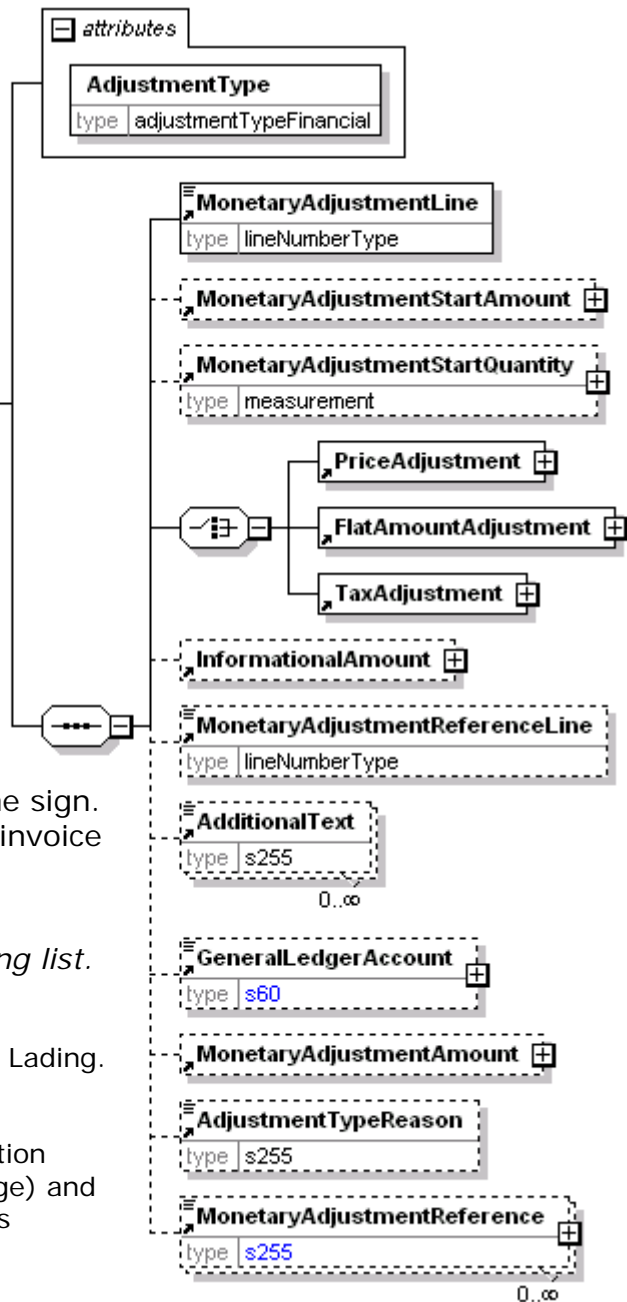 attributes
AdjustmentType
type adjustmentTypeFinancial
MonetaryAdjustmentLine
type lineNumberType
MonetaryAdjustmentStartAmount
MonetaryAdjustmentStartQuantity
type measurement
PriceAdjustment
FlatAmountAdjustment
TaxAdjustment
InformationalAmount
MonetaryAdjustmentReferenceLine
type lineNumberType
ne sign.
invoice
AdditionalText
type s255
0..∞
ng list.
GeneralLedgerAccount
type s60
Lading.
MonetaryAdjustmentAmount
tion
ge) and
s
AdjustmentTypeReason
type s255
MonetaryAdjustmentReference
type s255
0..∞